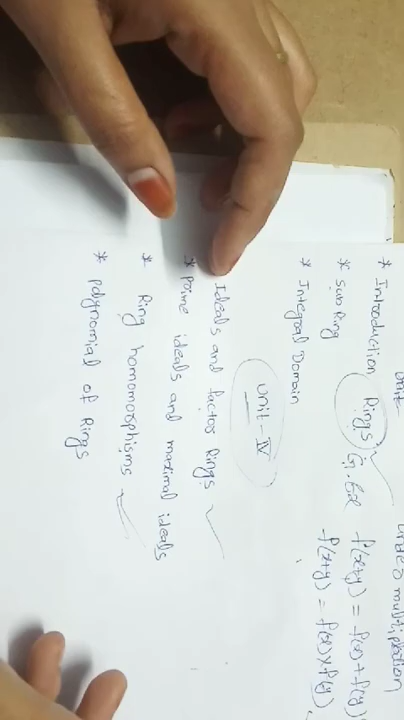 unit-
under multiplation
* Introduction Rings
f(x+y) = f(x) + f(y)
* Sub Ring
f(x+y) = f(x) x f(y)
* Integral Domain
unit-IV
Ideals and factor Rings
* Prime ideals and maximal ideals
* Ring homomorphisms
* polynomial of Rings